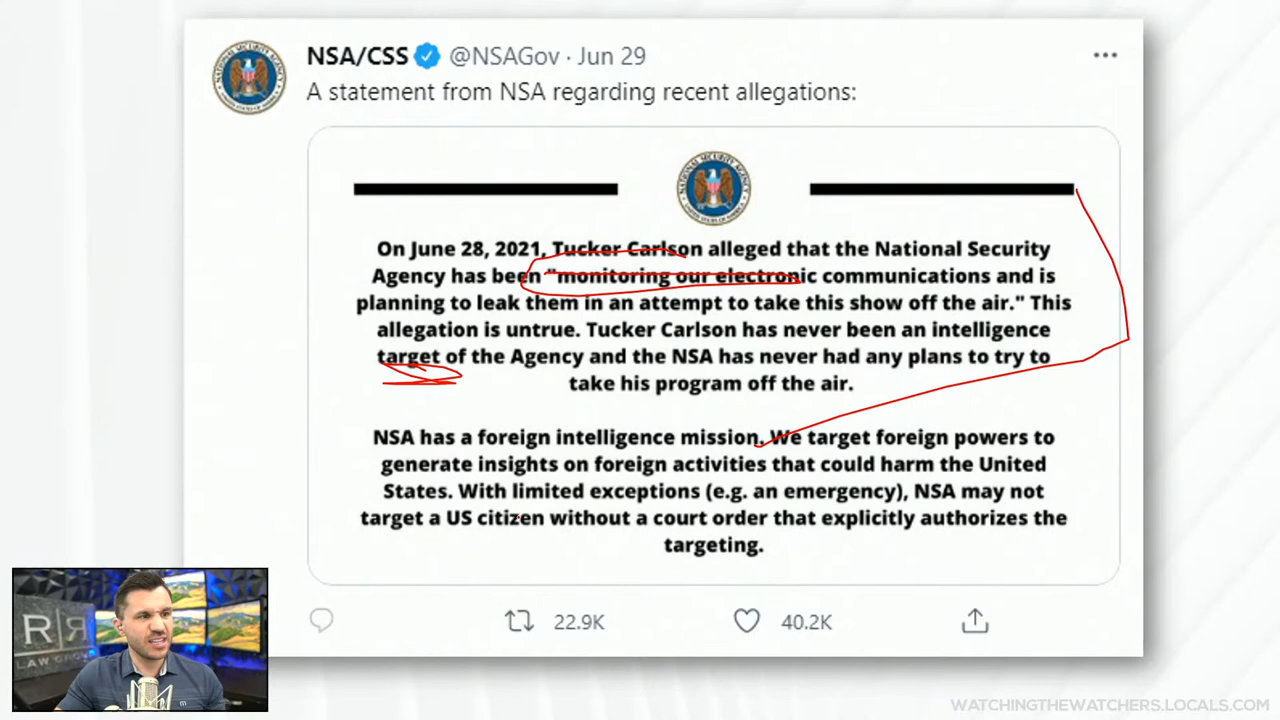 NSA/CSS @NSAGov · Jun 29
A statement from NSA regarding recent allegations:
On June 28, 2021, Tucker Carlson alleged that the National Security
Agency has been "monitoring our electronic communications and is
planning to leak them in an attempt to take this show off the air." This
allegation is untrue. Tucker Carlson has never been an intelligence
target of the Agency and the NSA has never had any plans to try to
take his program off the air.
NSA has a foreign intelligence mission. We target foreign powers to
generate insights on foreign activities that could harm the United
States. With limited exceptions (e.g. an emergency), NSA may not
target a US citizen without a court order that explicitly authorizes the
targeting.
22.9K 40.2K
R R
LAW GROUP
WATCHINGTHEWATCHERS.LOCALS.COM